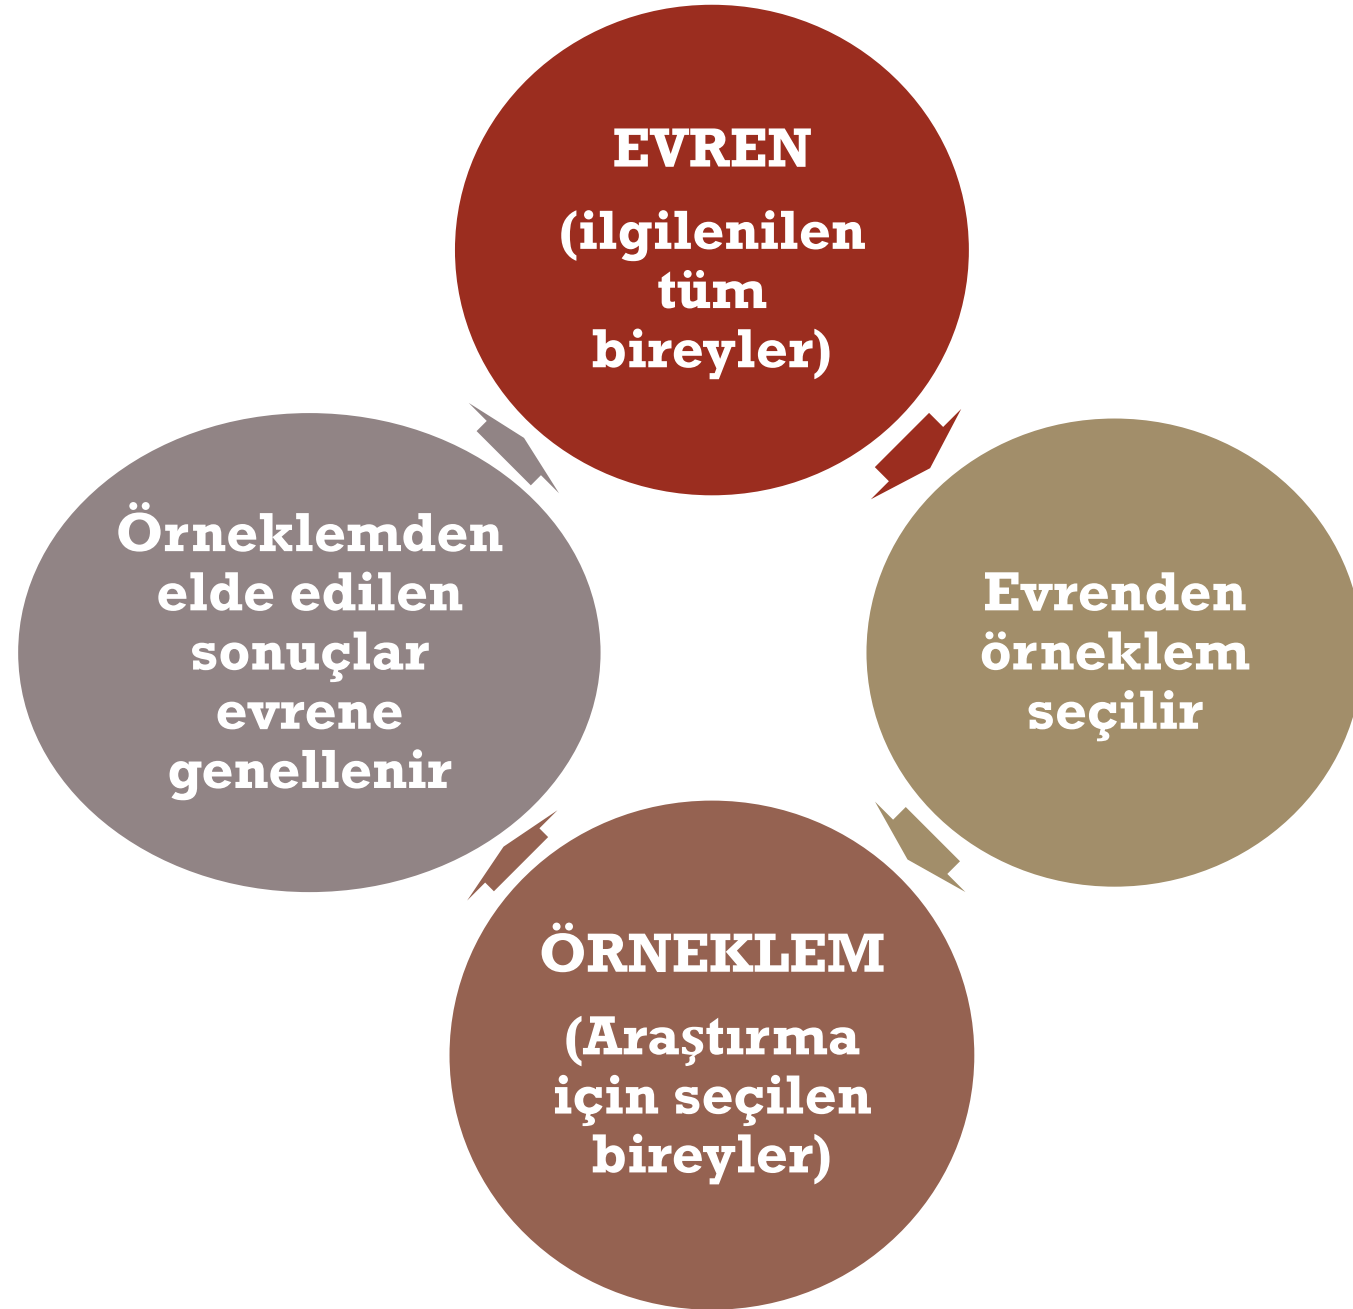 EVREN
(ilgilenilen
tüm
bireyler)
Evrenden
örneklem
seçilir
ÖRNEKLEM
(Araştırma
için seçilen
bireyler)
Örneklemden
elde edilen
sonuçlar
evrene
genellenir